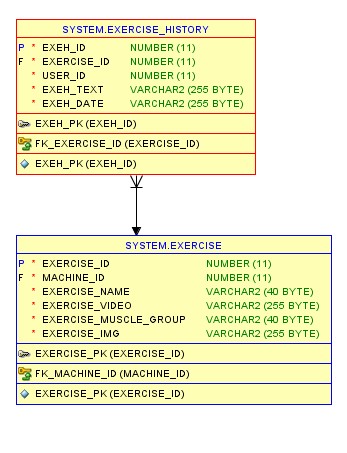 SYSTEM.EXERCISE_HISTORY
P * EXEH_ID NUMBER (11)
F * EXERCISE_ID NUMBER (11)
* USER_ID NUMBER (11)
* EXEH_TEXT VARCHAR2 (255 BYTE)
* EXEH_DATE VARCHAR2 (255 BYTE)
EXEH_PK (EXEH_ID)
FK_EXERCISE_ID (EXERCISE_ID)
EXEH_PK (EXEH_ID)
SYSTEM.EXERCISE
P * EXERCISE_ID NUMBER (11)
F * MACHINE_ID NUMBER (11)
* EXERCISE_NAME VARCHAR2 (40 BYTE)
* EXERCISE_VIDEO VARCHAR2 (255 BYTE)
* EXERCISE_MUSCLE_GROUP VARCHAR2 (40 BYTE)
* EXERCISE_IMG VARCHAR2 (255 BYTE)
EXERCISE_PK (EXERCISE_ID)
FK_MACHINE_ID (MACHINE_ID)
EXERCISE_PK (EXERCISE_ID)